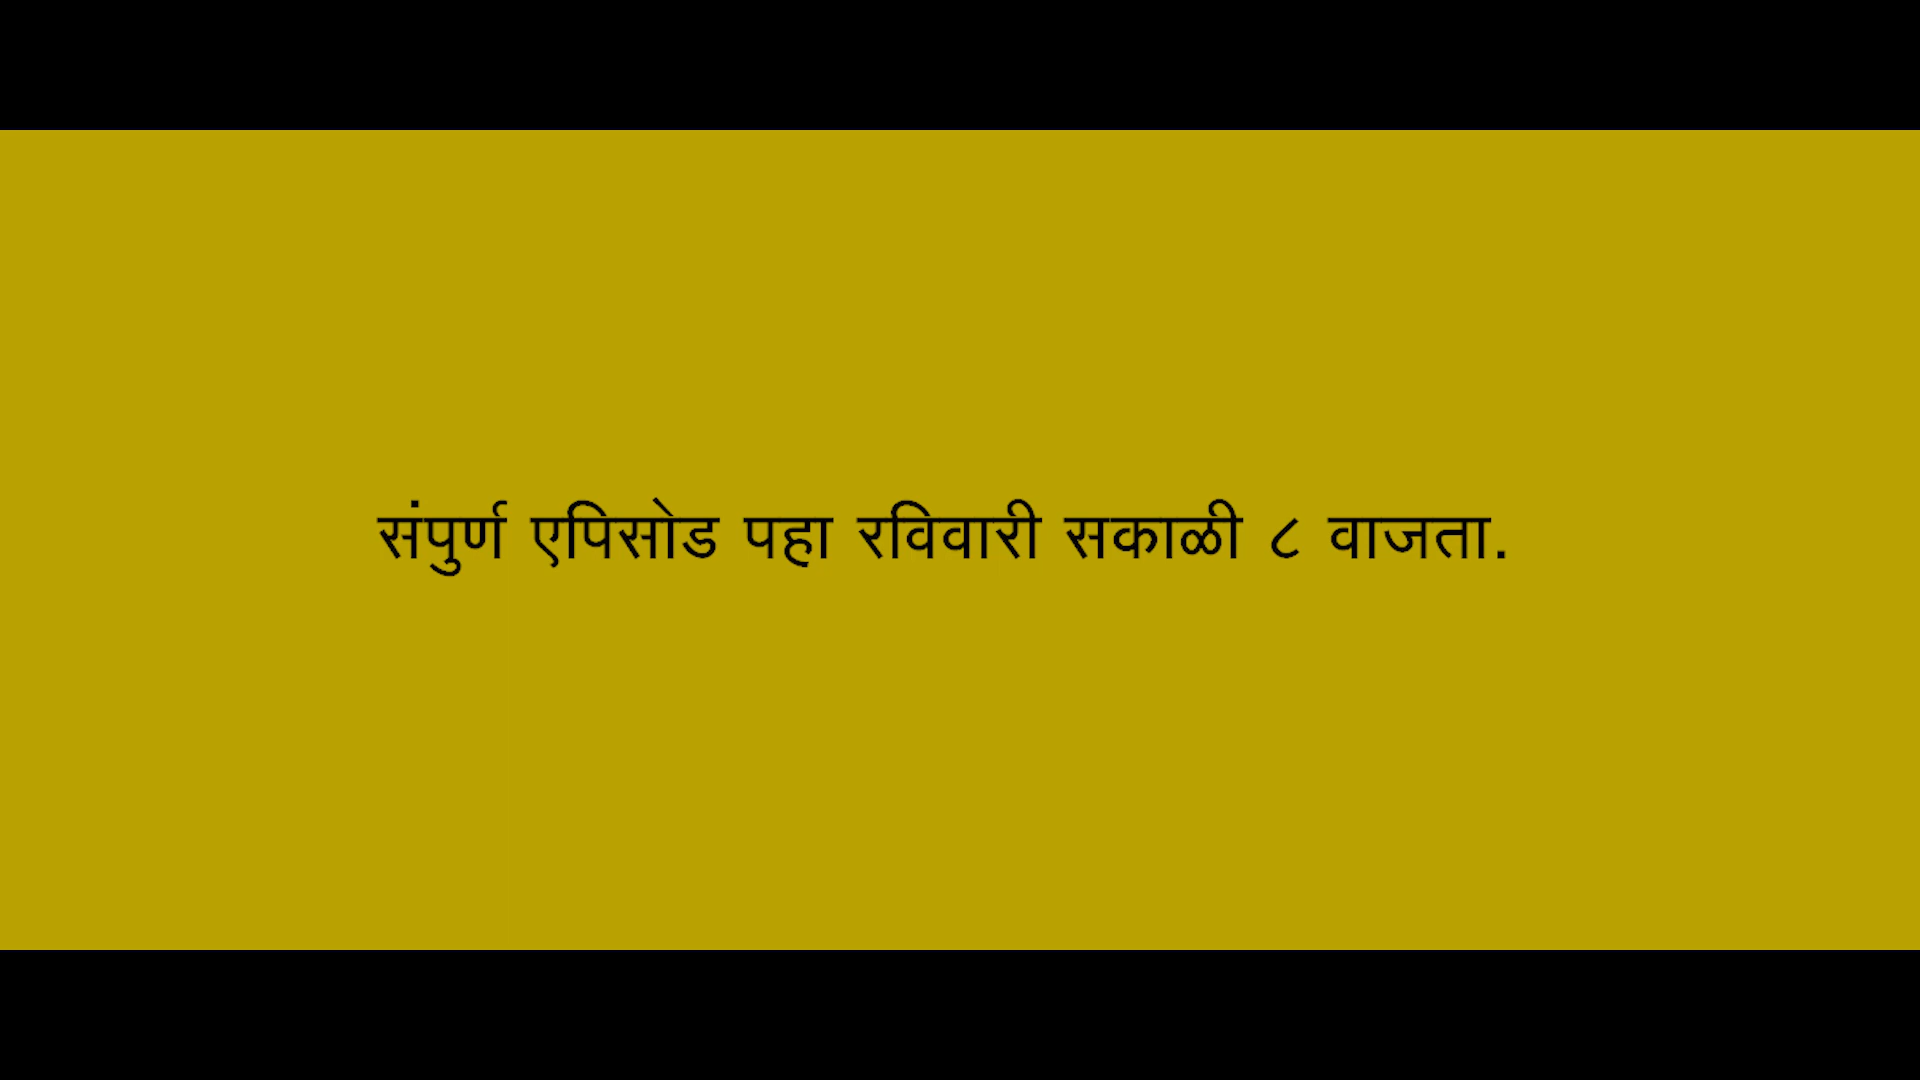 संपुर्ण एपिसोड पहा रविवारी सकाळी ८ वाजता.